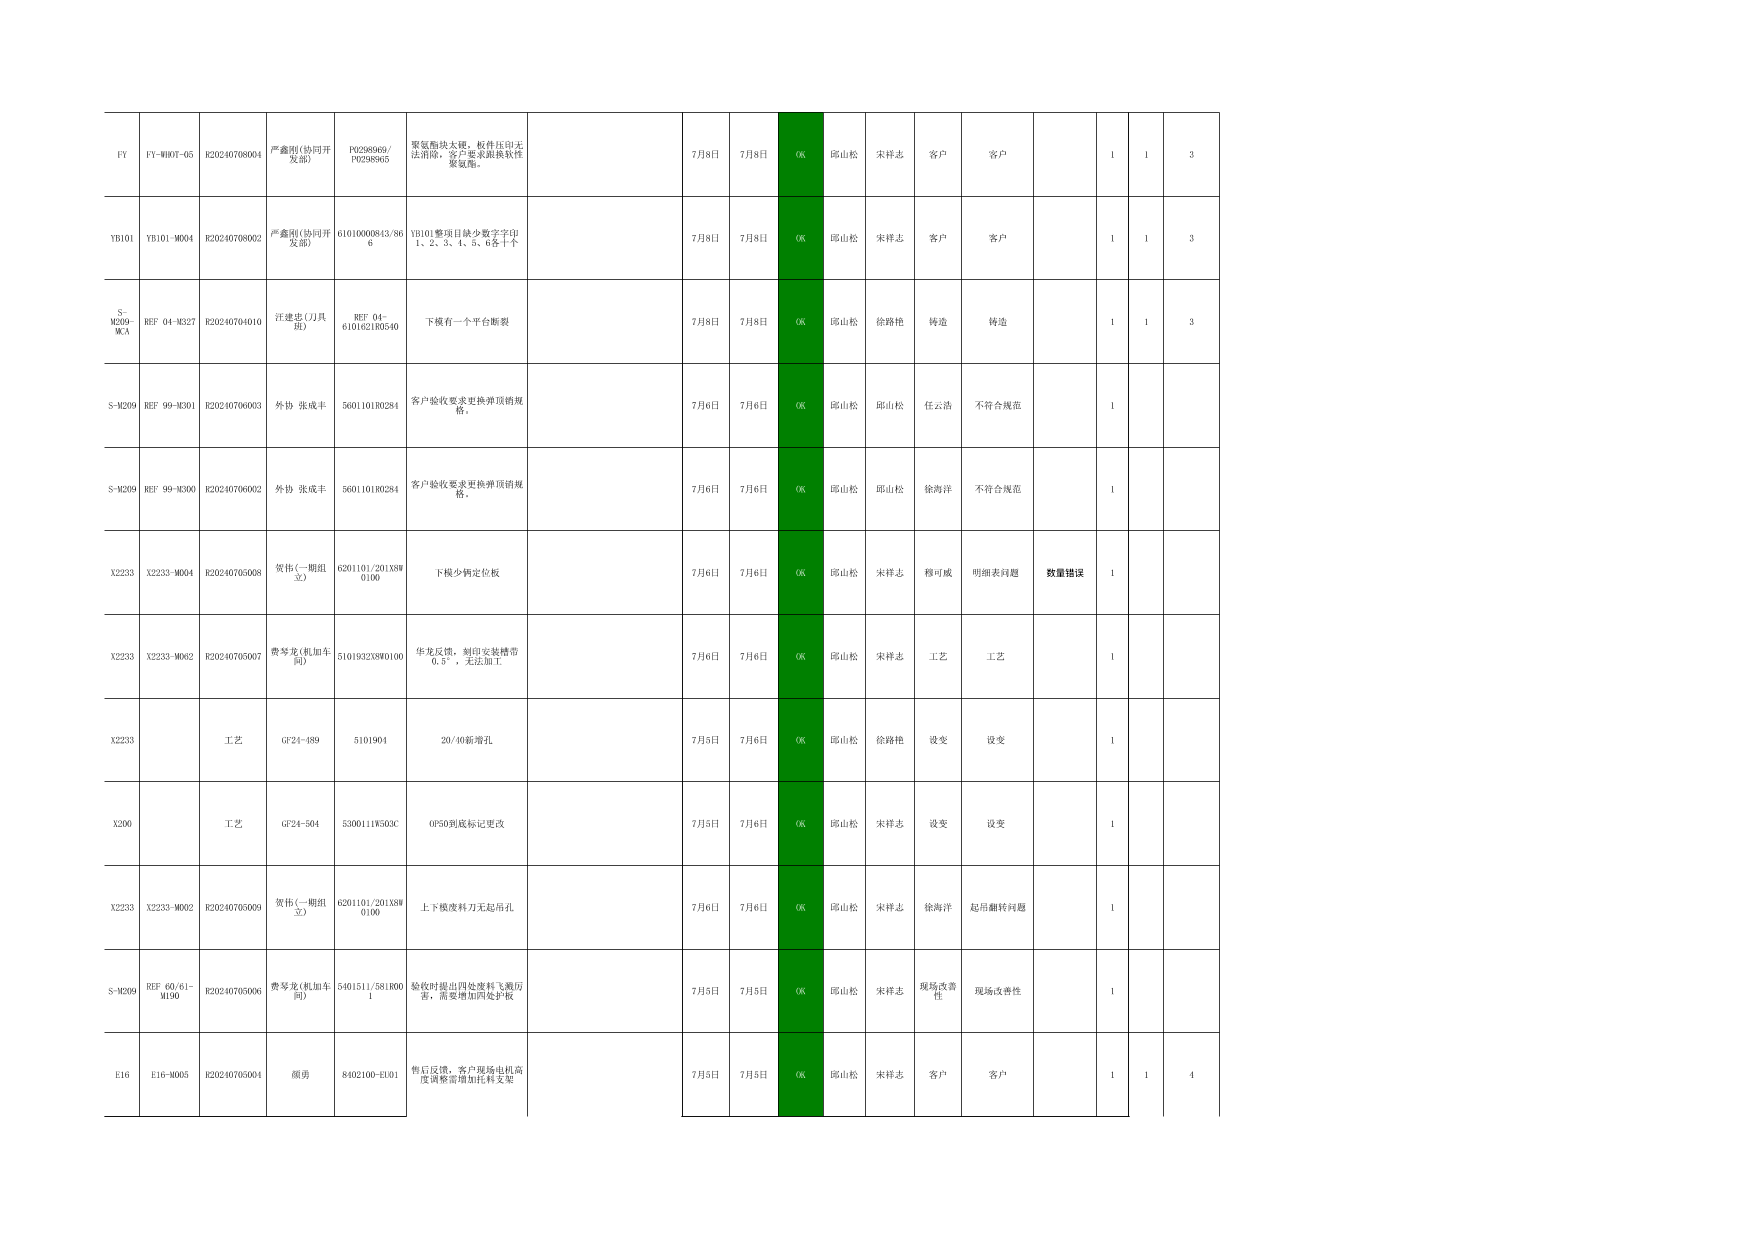 FY FY-WHOT-05 R20240708004 严鑫刚(协同开发部) P0298969/P0298965 聚氨酯块太硬，板件压印无法消除，客户要求跟换软性聚氨酯。 7月8日 7月8日 OK 邱山松 宋祥志 客户 客户 1 1 3
YB101 YB101-M004 R20240708002 严鑫刚(协同开发部) 61010000843/866 YB101整项目缺少数字字印1、2、3、4、5、6各十个 7月8日 7月8日 OK 邱山松 宋祥志 客户 客户 1 1 3
S-M209-MCA REF 04-M327 R20240704010 汪建忠(刀具班) REF 04-6101621R0540 下模有一个平台断裂 7月8日 7月8日 OK 邱山松 徐路艳 铸造 铸造 1 1 3
S-M209 REF 99-M301 R20240706003 外协 张成丰 5601101R0284 客户验收要求更换弹顶销规格。 7月6日 7月6日 OK 邱山松 邱山松 任云浩 不符合规范 1
S-M209 REF 99-M300 R20240706002 外协 张成丰 5601101R0284 客户验收要求更换弹顶销规格。 7月6日 7月6日 OK 邱山松 邱山松 徐海洋 不符合规范 1
X2233 X2233-M004 R20240705008 贺伟(一期组立) 6201101/201X8W0100 下模少俩定位板 7月6日 7月6日 OK 邱山松 宋祥志 穆可威 明细表问题 数量错误 1
X2233 X2233-M062 R20240705007 费琴龙(机加车间) 5101932X8W0100 华龙反馈，刻印安装槽带0.5°，无法加工 7月6日 7月6日 OK 邱山松 宋祥志 工艺 工艺 1
X2233 工艺 GF24-489 5101904 20/40新增孔 7月5日 7月6日 OK 邱山松 徐路艳 设变 设变 1
X200 工艺 GF24-504 5300111W503C OP50到底标记更改 7月5日 7月6日 OK 邱山松 宋祥志 设变 设变 1
X2233 X2233-M002 R20240705009 贺伟(一期组立) 6201101/201X8W0100 上下模废料刀无起吊孔 7月6日 7月6日 OK 邱山松 宋祥志 徐海洋 起吊翻转问题 1
S-M209 REF 60/61-M190 R20240705006 费琴龙(机加车间) 5401511/581R001 验收时提出四处废料飞溅厉害，需要增加四处护板 7月5日 7月5日 OK 邱山松 宋祥志 现场改善性 现场改善性 1
E16 E16-M005 R20240705004 颜勇 8402100-EU01 售后反馈，客户现场电机高度调整需增加托料支架 7月5日 7月5日 OK 邱山松 宋祥志 客户 客户 1 1 4